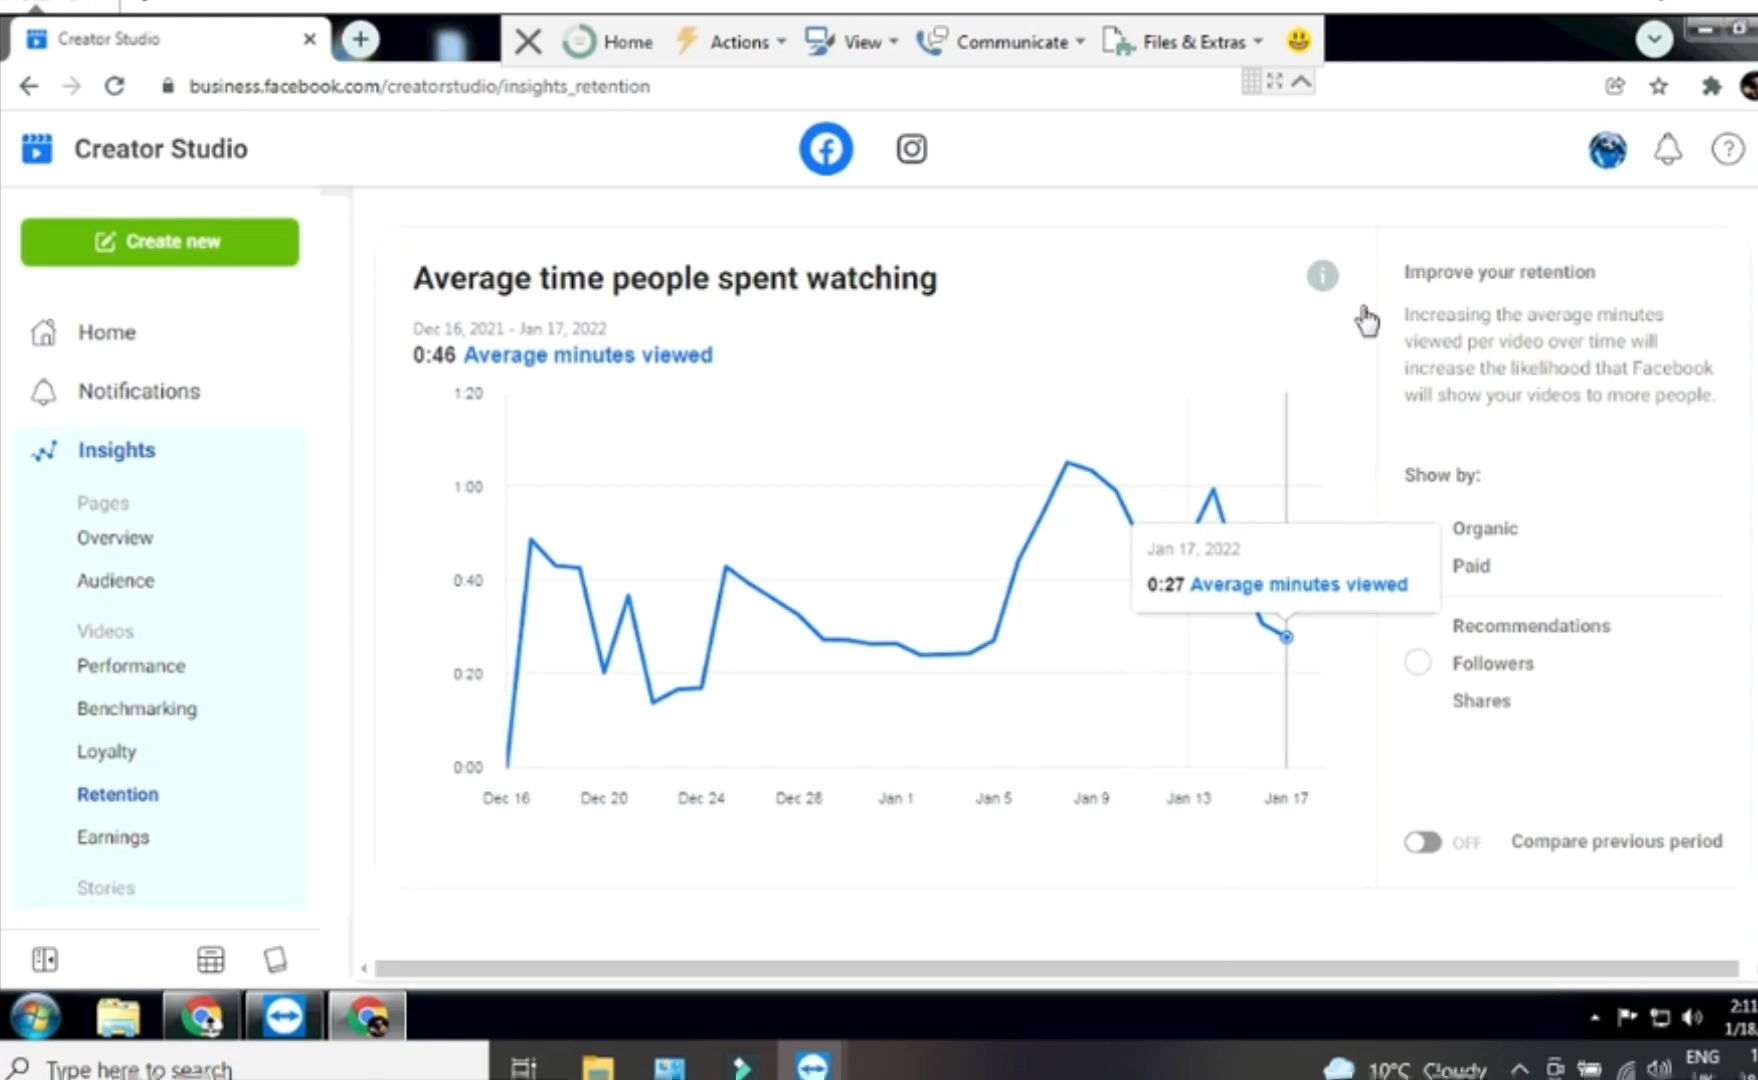 Creator Studio
Home
Actions
View
Communicate
Files & Extras
business.facebook.com/creatorstudio/insights_retention
Creator Studio
Create new
Home
Notifications
Insights
Pages
Overview
Audience
Videos
Performance
Benchmarking
Loyalty
Retention
Earnings
Stories
Average time people spent watching
Dec 16, 2021 - Jan 17, 2022
0:46 Average minutes viewed
1:20
1:00
0:40
0:20
0:00
Dec 16
Dec 20
Dec 24
Dec 28
Jan 1
Jan 5
Jan 9
Jan 13
Jan 17
Jan 17, 2022
0:27 Average minutes viewed
Improve your retention
Increasing the average minutes
viewed per video over time will
increase the likelihood that Facebook
will show your videos to more people.
Show by:
Organic
Paid
Recommendations
Followers
Shares
OFF
Compare previous period
2:11
1/18
Type here to search
10°C Cloudy
ENG